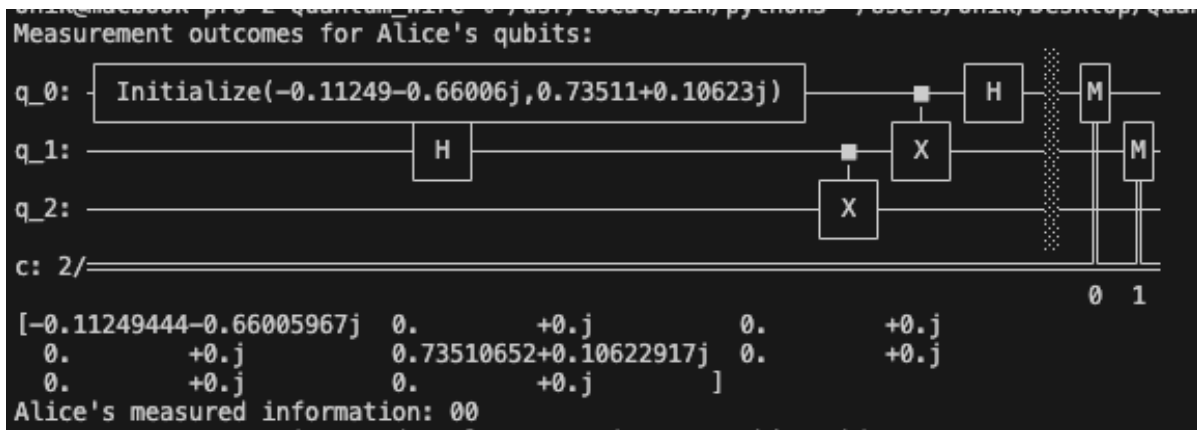 Measurement outcomes for Alice's qubits:
q_0: Initialize(-0.11249-0.66006j,0.73511+0.10623j) H M
q_1: H X M
q_2: X
c: 2/
0 1
[-0.11249444-0.66005967j 0. +0.j 0. +0.j
0. +0.j 0.73510652+0.10622917j 0. +0.j
0. +0.j 0. +0.j ]
Alice's measured information: 00